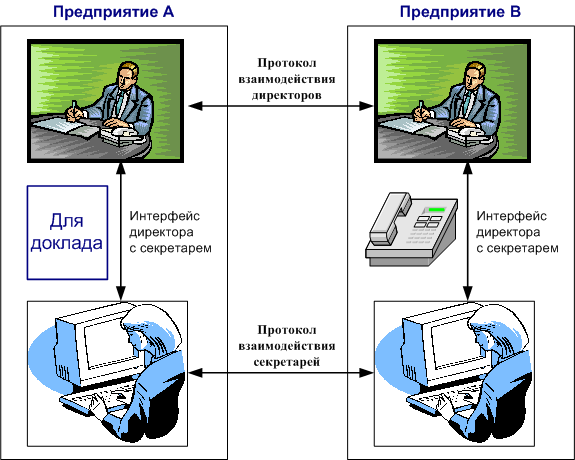 Предприятие А
Предприятие В
Протокол
взаимодействия
директоров
Для
доклада
Интерфейс
директора
с секретарем
Интерфейс
директора
с секретарем
Протокол
взаимодействия
секретарей